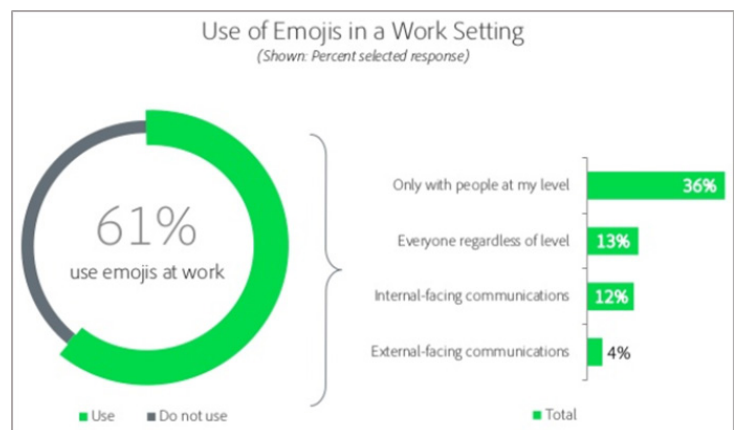 Use of Emojis in a Work Setting
(Shown: Percent selected response)
61%
use emojis at work
Use
Do not use
Only with people at my level
36%
Everyone regardless of level
13%
Internal-facing communications
12%
External-facing communications
4%
Total